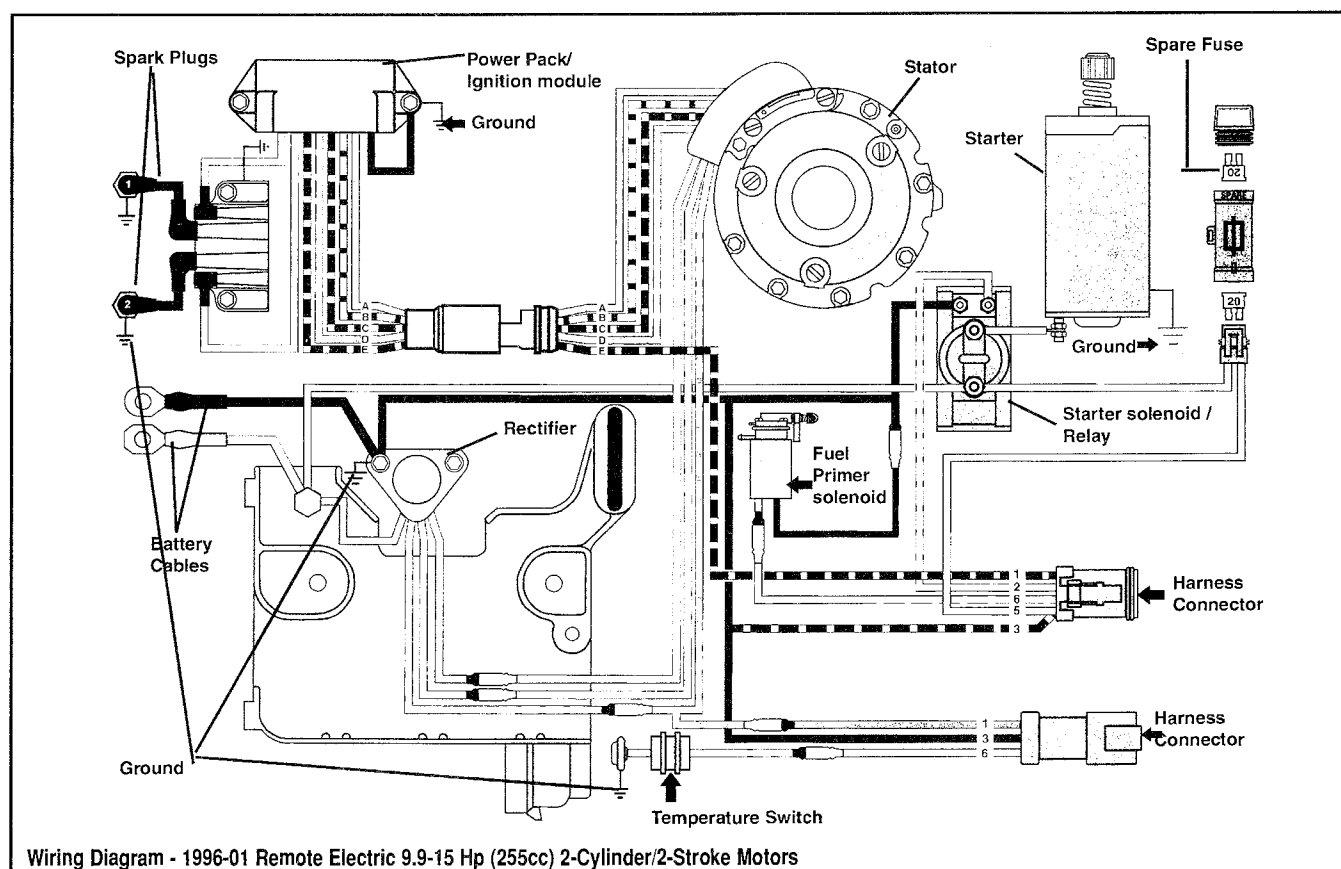 Spark Plugs
Power Pack/
Ignition module
Ground
Stator
Starter
Spare Fuse
20
SPARE
20
1
2
A
B
C
D
E
A
B
C
D
E
Ground
Starter solenoid /
Relay
Rectifier
Fuel
Primer
solenoid
Battery
Cables
1
2
6
5
3
Harness
Connector
1
3
6
Harness
Connector
Ground
Temperature Switch
Wiring Diagram - 1996-01 Remote Electric 9.9-15 Hp (255cc) 2-Cylinder/2-Stroke Motors